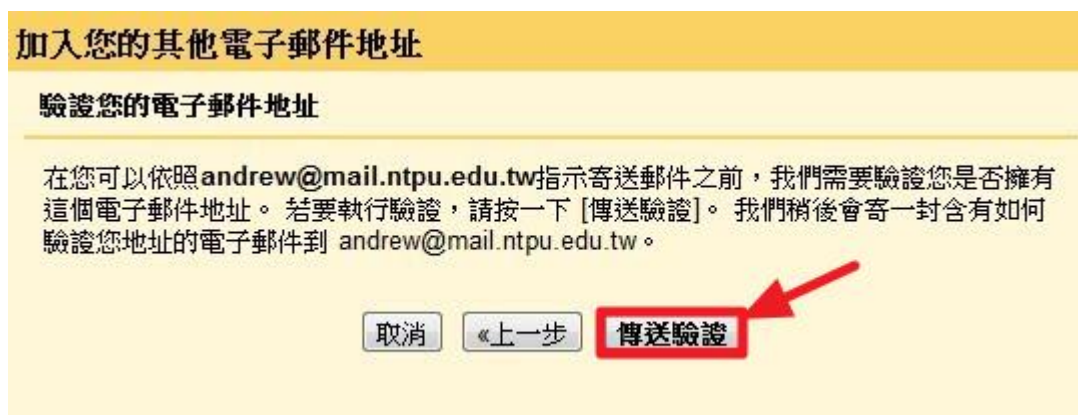 加入您的其他電子郵件地址
驗證您的電子郵件地址
在您可以依照andrew@mail.ntpu.edu.tw指示寄送郵件之前，我們需要驗證您是否擁有
這個電子郵件地址。 若要執行驗證，請按一下 [傳送驗證]。 我們稍後會寄一封含有如何
驗證您地址的電子郵件到 andrew@mail.ntpu.edu.tw。
取消 «上一步 傳送驗證